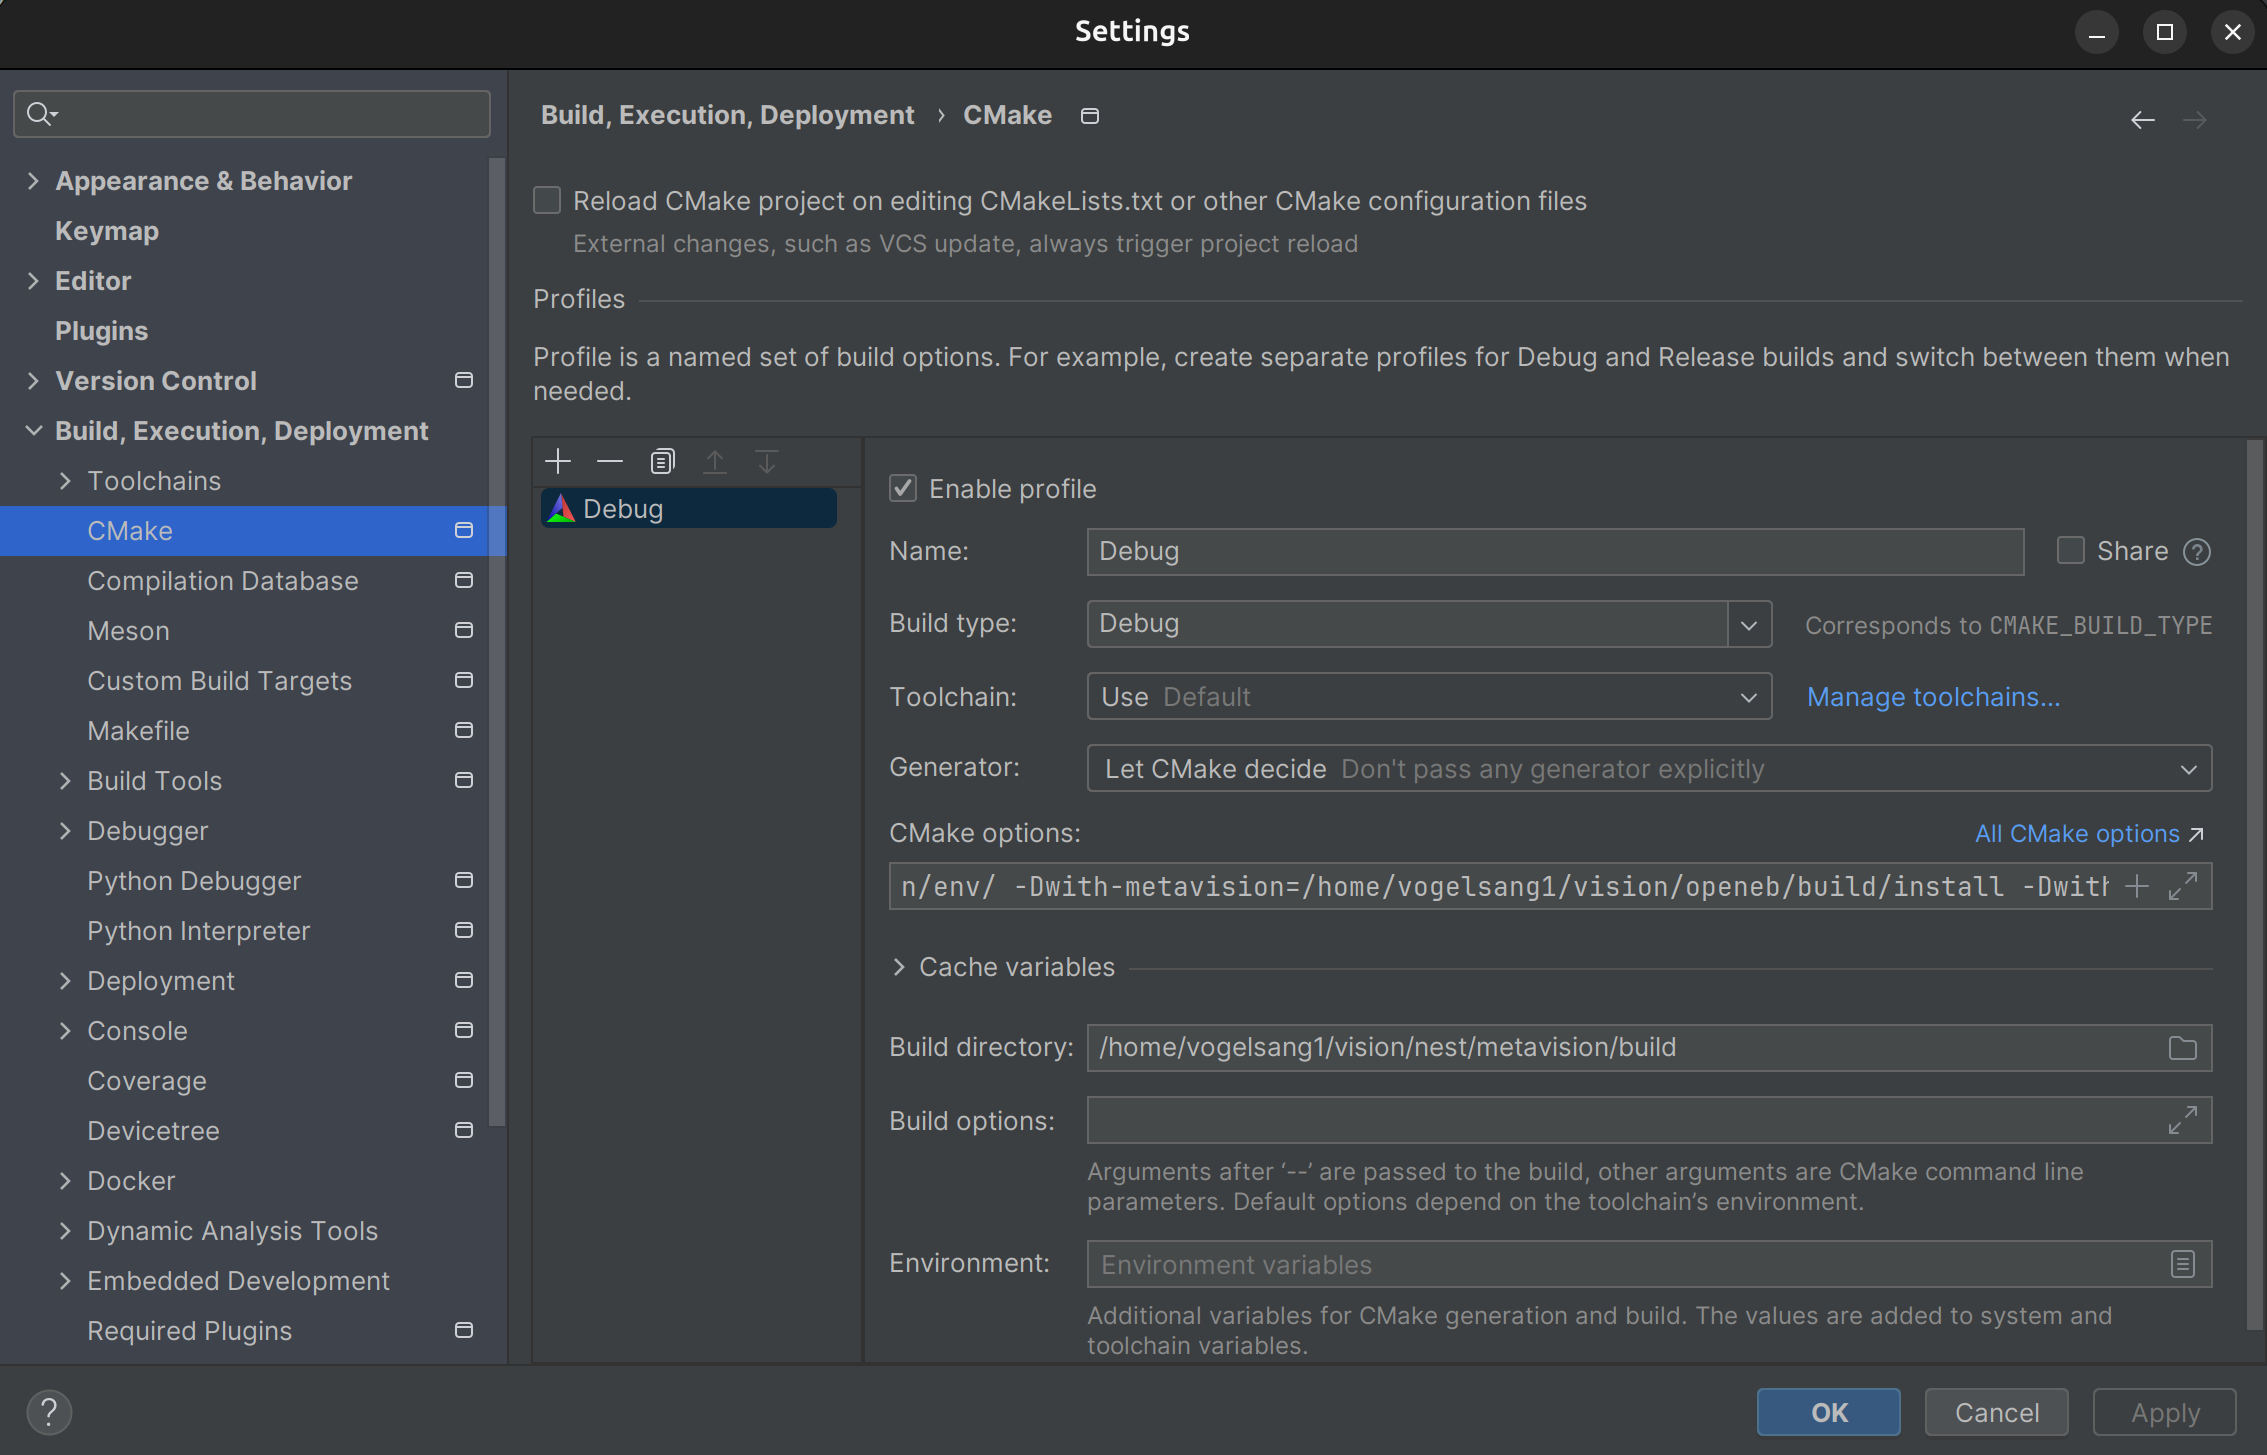 Settings
Appearance & Behavior
Keymap
Editor
Plugins
Version Control
Build, Execution, Deployment
Toolchains
CMake
Compilation Database
Meson
Custom Build Targets
Makefile
Build Tools
Debugger
Python Debugger
Python Interpreter
Deployment
Console
Coverage
Devicetree
Docker
Dynamic Analysis Tools
Embedded Development
Required Plugins
Build, Execution, Deployment › CMake
Reload CMake project on editing CMakeLists.txt or other CMake configuration files
External changes, such as VCS update, always trigger project reload
Profiles
Profile is a named set of build options. For example, create separate profiles for Debug and Release builds and switch between them when
needed.
Debug
Enable profile
Name: Debug Share ?
Build type: Debug Corresponds to CMAKE_BUILD_TYPE
Toolchain: Use Default Manage toolchains...
Generator: Let CMake decide Don't pass any generator explicitly
CMake options: All CMake options ↗
n/env/ -Dwith-metavision=/home/vogelsang1/vision/openeb/build/install -Dwith
Cache variables
Build directory: /home/vogelsang1/vision/nest/metavision/build
Build options:
Arguments after ‘--’ are passed to the build, other arguments are CMake command line
parameters. Default options depend on the toolchain’s environment.
Environment: Environment variables
Additional variables for CMake generation and build. The values are added to system and
toolchain variables.
? OK Cancel Apply